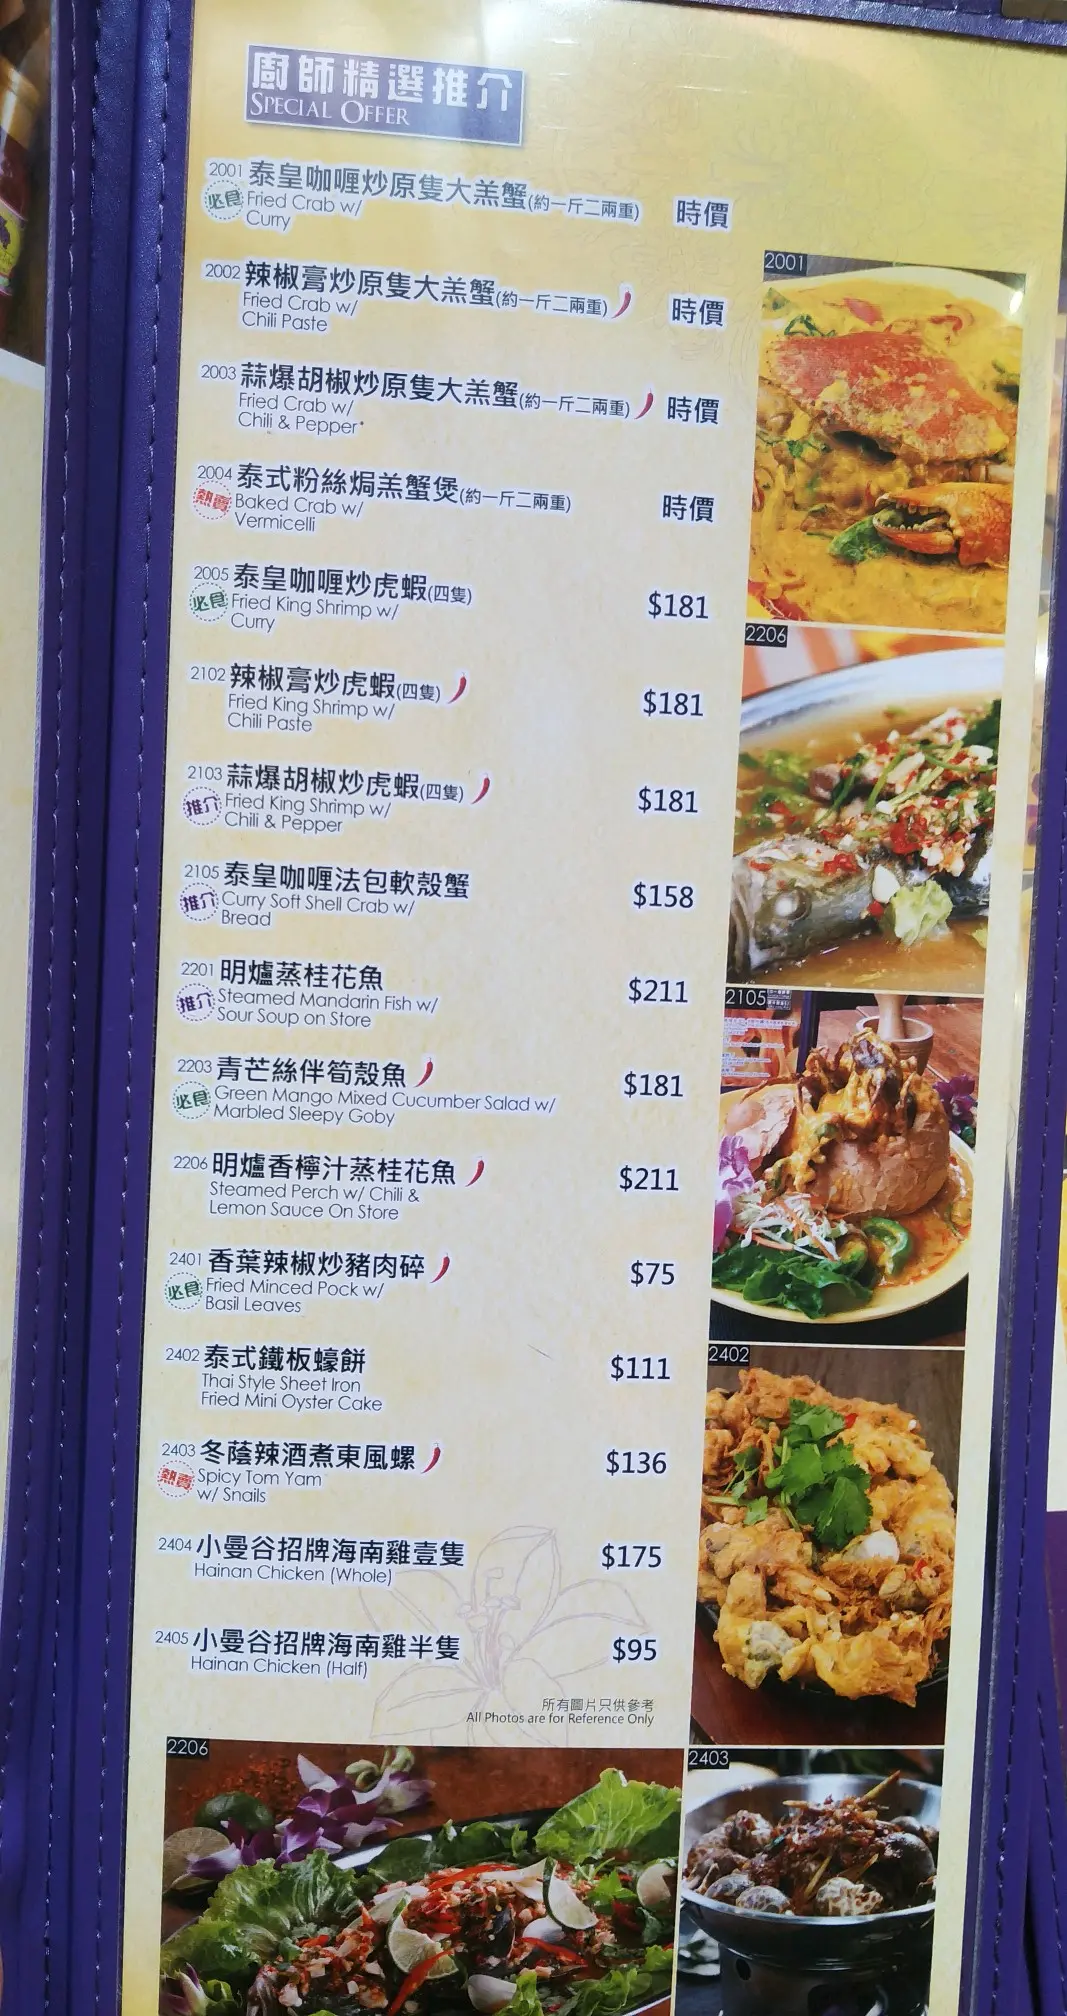 廚師精選推介
SPECIAL OFFER
2001 泰皇咖喱炒原隻大羔蟹(約一斤二兩重) 時價
必食 Fried Crab w/
Curry
2002 辣椒膏炒原隻大羔蟹(約一斤二兩重) 時價
Fried Crab w/
Chili Paste
2003 蒜爆胡椒炒原隻大羔蟹(約一斤二兩重) 時價
Fried Crab w/
Chili & Pepper*
2004 泰式粉絲焗羔蟹煲(約一斤二兩重) 時價
熱賣 Baked Crab w/
Vermicelli
2005 泰皇咖喱炒虎蝦(四隻) $181
必食 Fried King Shrimp w/
Curry
2102 辣椒膏炒虎蝦(四隻) $181
Fried King Shrimp w/
Chili Paste
2103 蒜爆胡椒炒虎蝦(四隻) $181
推介 Fried King Shrimp w/
Chili & Pepper
2105 泰皇咖喱法包軟殼蟹 $158
推介 Curry Soft Shell Crab w/
Bread
2201 明爐蒸桂花魚 $211
推介 Steamed Mandarin Fish w/
Sour Soup on Store
2203 青芒絲伴筍殼魚 $181
必食 Green Mango Mixed Cucumber Salad w/
Marbled Sleepy Goby
2206 明爐香檸汁蒸桂花魚 $211
Steamed Perch w/ Chili &
Lemon Sauce On Store
2401 香葉辣椒炒豬肉碎 $75
必食 Fried Minced Pock w/
Basil Leaves
2402 泰式鐵板蠔餅 $111
Thai Style Sheet Iron
Fried Mini Oyster Cake
2403 冬蔭辣酒煮東風螺 $136
熱賣 Spicy Tom Yam
w/ Snails
2404 小曼谷招牌海南雞壹隻 $175
Hainan Chicken (Whole)
2405 小曼谷招牌海南雞半隻 $95
Hainan Chicken (Half)
所有圖片只供參考
All Photos are for Reference Only
2001
2206
2105
2402
2206
2403